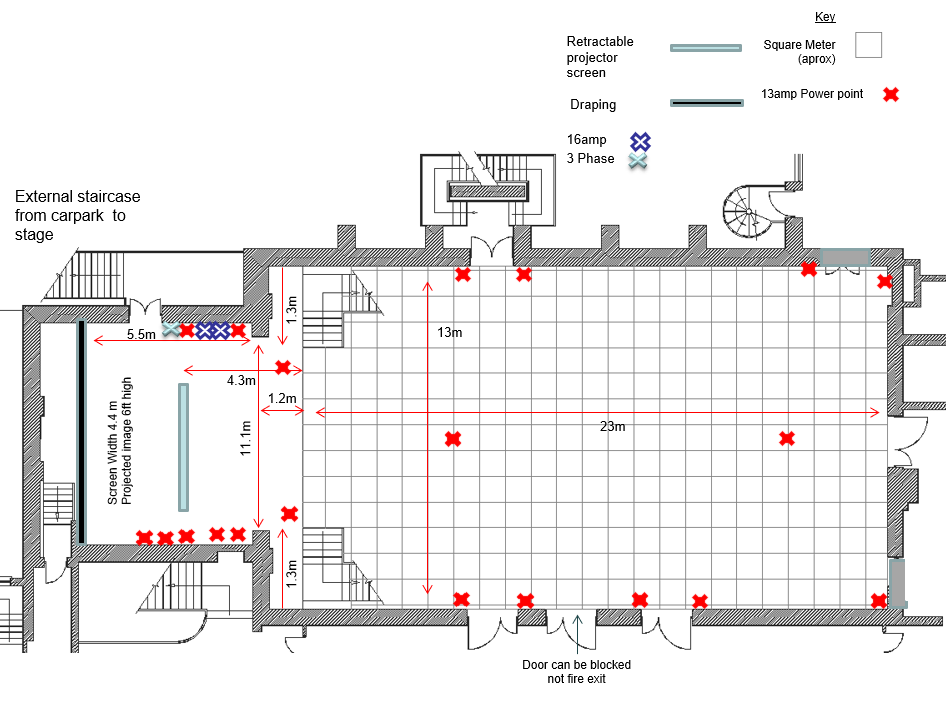 Key
Retractable
projector
screen
Square Meter
(aprox)
13amp Power point
Draping
16amp
3 Phase
External staircase
from carpark to
stage
5.5m
1.3m
13m
4.3m
1.2m
23m
11.1m
Screen Width 4.4 m
Projected image 6ft high
1.3m
Door can be blocked
not fire exit